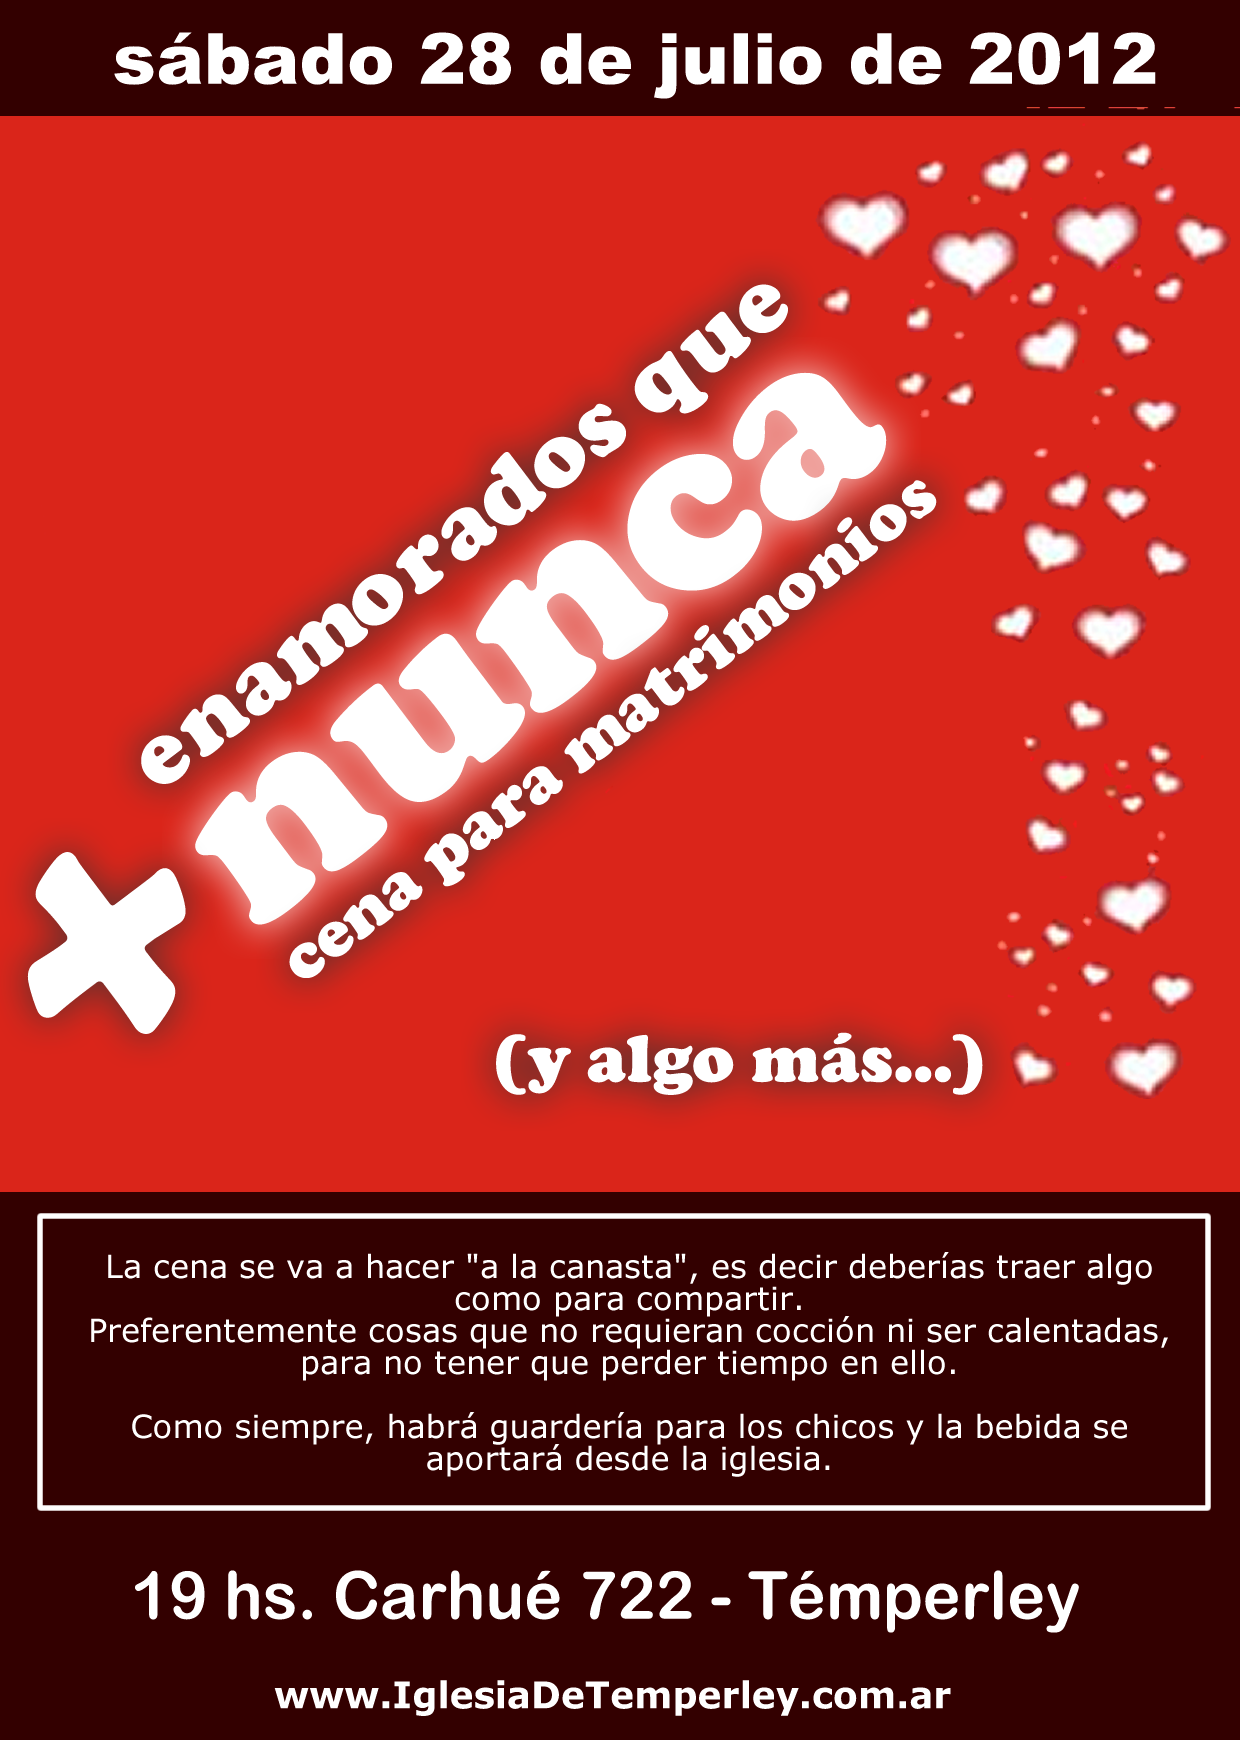 sábado 28 de julio de 2012
enamorados que
+ nunca
cena para matrimonios
(y algo más...)
La cena se va a hacer "a la canasta", es decir deberías traer algo
como para compartir.
Preferentemente cosas que no requieran cocción ni ser calentadas,
para no tener que perder tiempo en ello.
Como siempre, habrá guardería para los chicos y la bebida se
aportará desde la iglesia.
19 hs. Carhué 722 - Témperley
www.IglesiaDeTemperley.com.ar